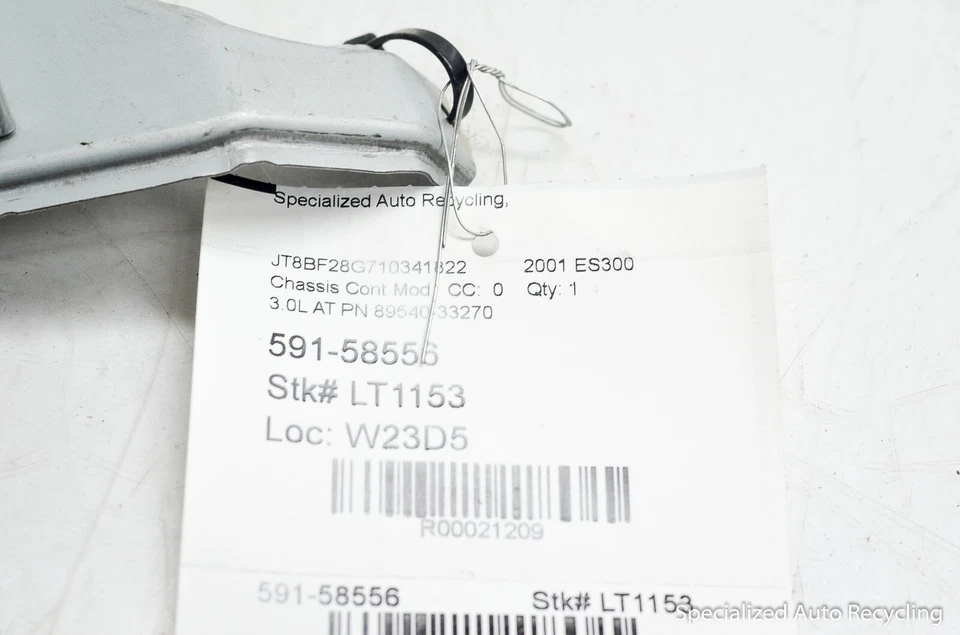 Specialized Auto Recycling,
JT8BF28G710341822 2001 ES300
Chassis Cont Mod, CC: 0 Qty: 1
3.0L AT PN 89540-33270
591-58556
Stk# LT1153
Loc: W23D5
R00021209
591-58556 Stk# LT1153
Specialized Auto Recycling